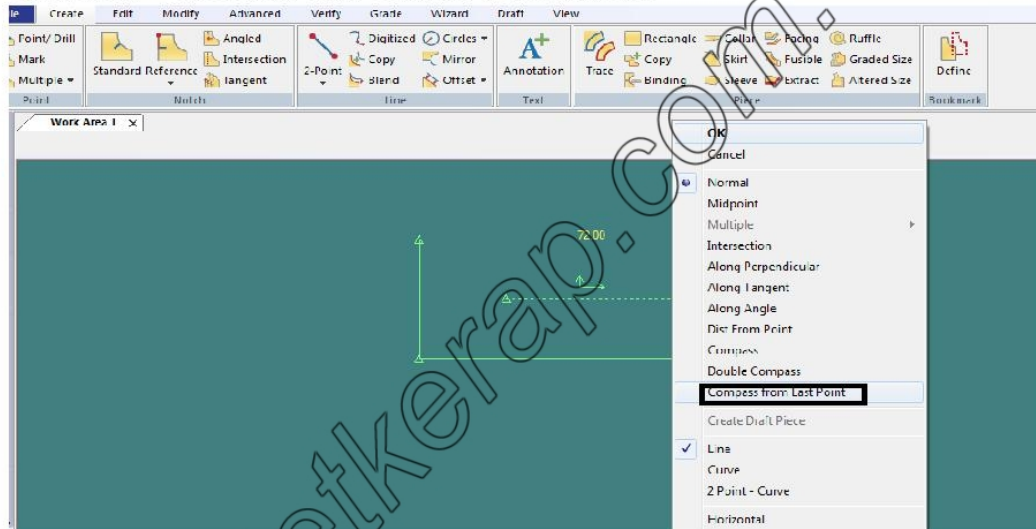 Create Edit Modify Advanced Verify Grade Wizard Draft View
Point/ Drill Angled Digitized Circles Rectangle Collar Facing Ruffle
Mark Standard Reference Intersection 2-Point Copy Mirror Annotation Trace Copy Skirt Fusible Graded Size Define
Multiple Tangent Blend Offset Binding Sleeve Extract Altered Size
Point Notch Line Text Piece Bookmark
Work Area 1 x
OK
Cancel
Normal
Midpoint
Multiple
Intersection
Along Perpendicular
Along Tangent
Along Angle
Dist From Point
Compass
Double Compass
Compass from Last Point
Create Draft Piece
Line
Curve
2 Point - Curve
Horizontal
72.00
etkerap.com.